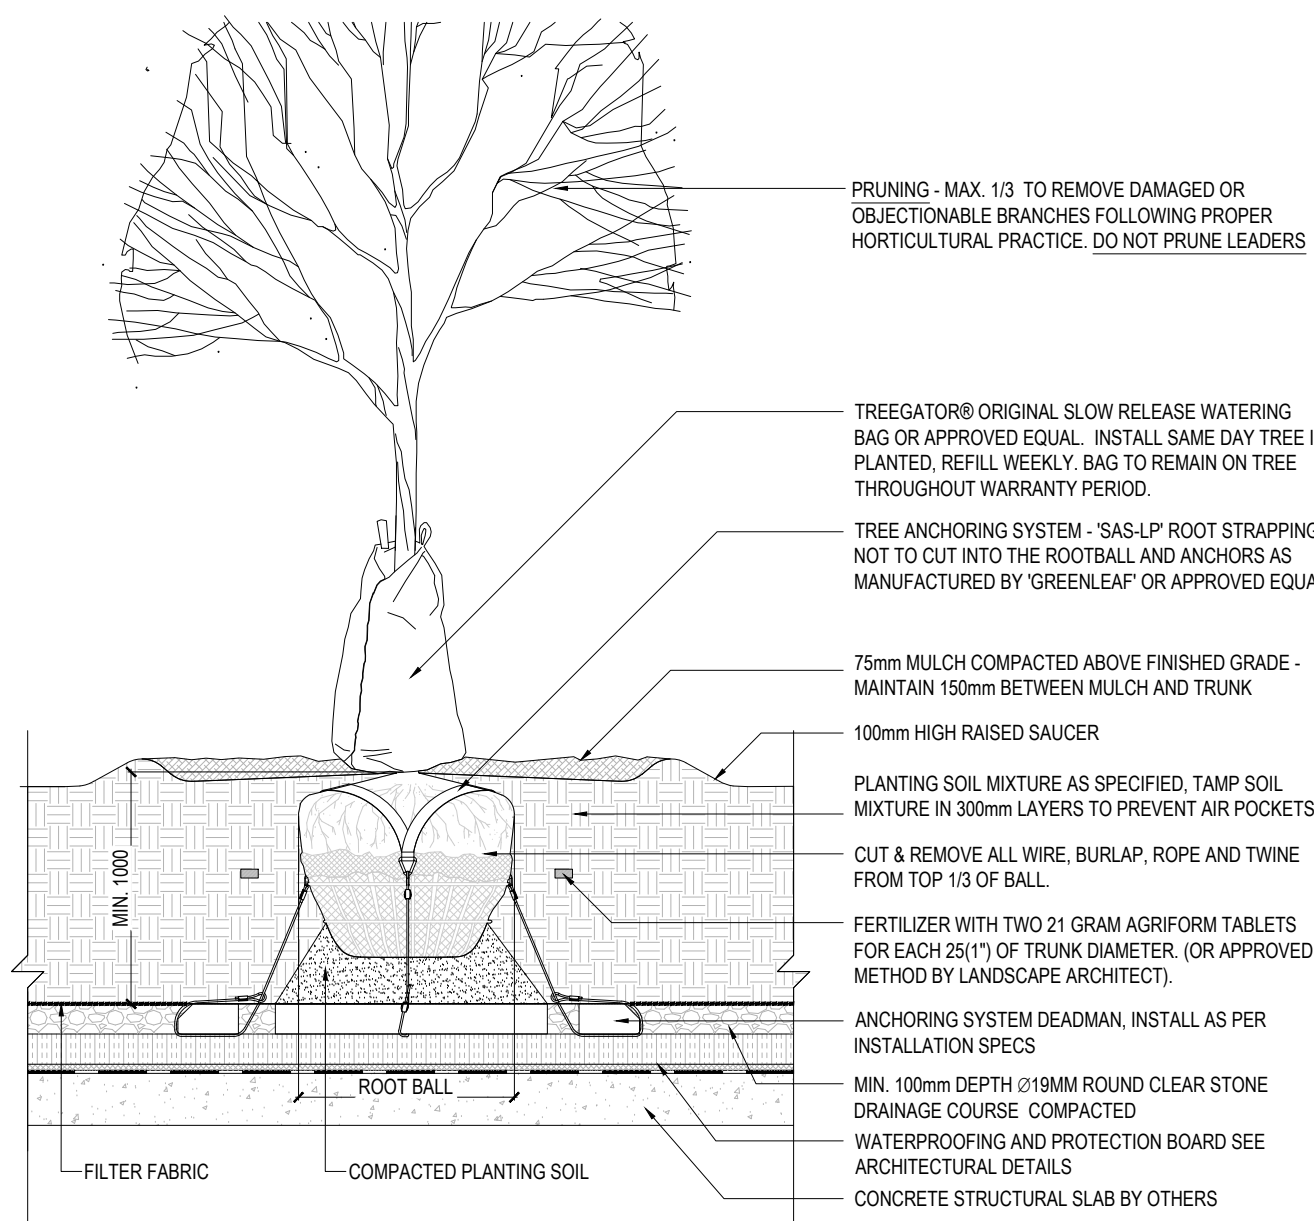 PRUNING - MAX. 1/3 TO REMOVE DAMAGED OR
OBJECTIONABLE BRANCHES FOLLOWING PROPER
HORTICULTURAL PRACTICE. DO NOT PRUNE LEADERS
TREEGATOR® ORIGINAL SLOW RELEASE WATERING
BAG OR APPROVED EQUAL. INSTALL SAME DAY TREE I
PLANTED, REFILL WEEKLY. BAG TO REMAIN ON TREE
THROUGHOUT WARRANTY PERIOD.
TREE ANCHORING SYSTEM - 'SAS-LP' ROOT STRAPPING
NOT TO CUT INTO THE ROOTBALL AND ANCHORS AS
MANUFACTURED BY 'GREENLEAF' OR APPROVED EQUA
75mm MULCH COMPACTED ABOVE FINISHED GRADE -
MAINTAIN 150mm BETWEEN MULCH AND TRUNK
100mm HIGH RAISED SAUCER
PLANTING SOIL MIXTURE AS SPECIFIED, TAMP SOIL
MIXTURE IN 300mm LAYERS TO PREVENT AIR POCKETS
CUT & REMOVE ALL WIRE, BURLAP, ROPE AND TWINE
FROM TOP 1/3 OF BALL.
MIN. 1000
FERTILIZER WITH TWO 21 GRAM AGRIFORM TABLETS
FOR EACH 25(1") OF TRUNK DIAMETER. (OR APPROVED
METHOD BY LANDSCAPE ARCHITECT).
ANCHORING SYSTEM DEADMAN, INSTALL AS PER
INSTALLATION SPECS
MIN. 100mm DEPTH Ø19MM ROUND CLEAR STONE
DRAINAGE COURSE COMPACTED
ROOT BALL
WATERPROOFING AND PROTECTION BOARD SEE
ARCHITECTURAL DETAILS
FILTER FABRIC
COMPACTED PLANTING SOIL
CONCRETE STRUCTURAL SLAB BY OTHERS